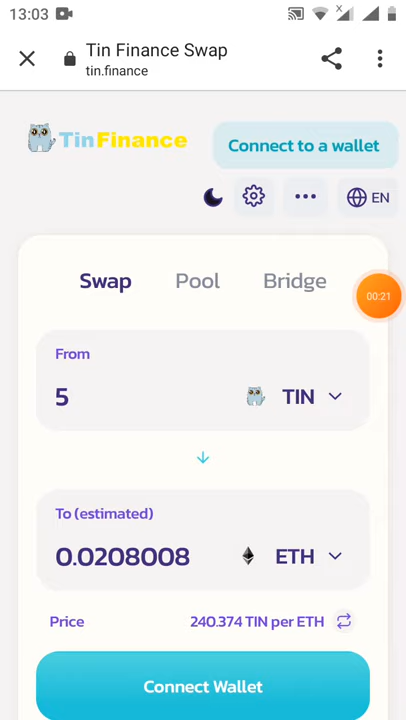 13:03
Tin Finance Swap
tin.finance
TinFinance
Connect to a wallet
EN
Swap Pool Bridge
00:21
From
5 TIN
To (estimated)
0.0208008 ETH
Price 240.374 TIN per ETH
Connect Wallet